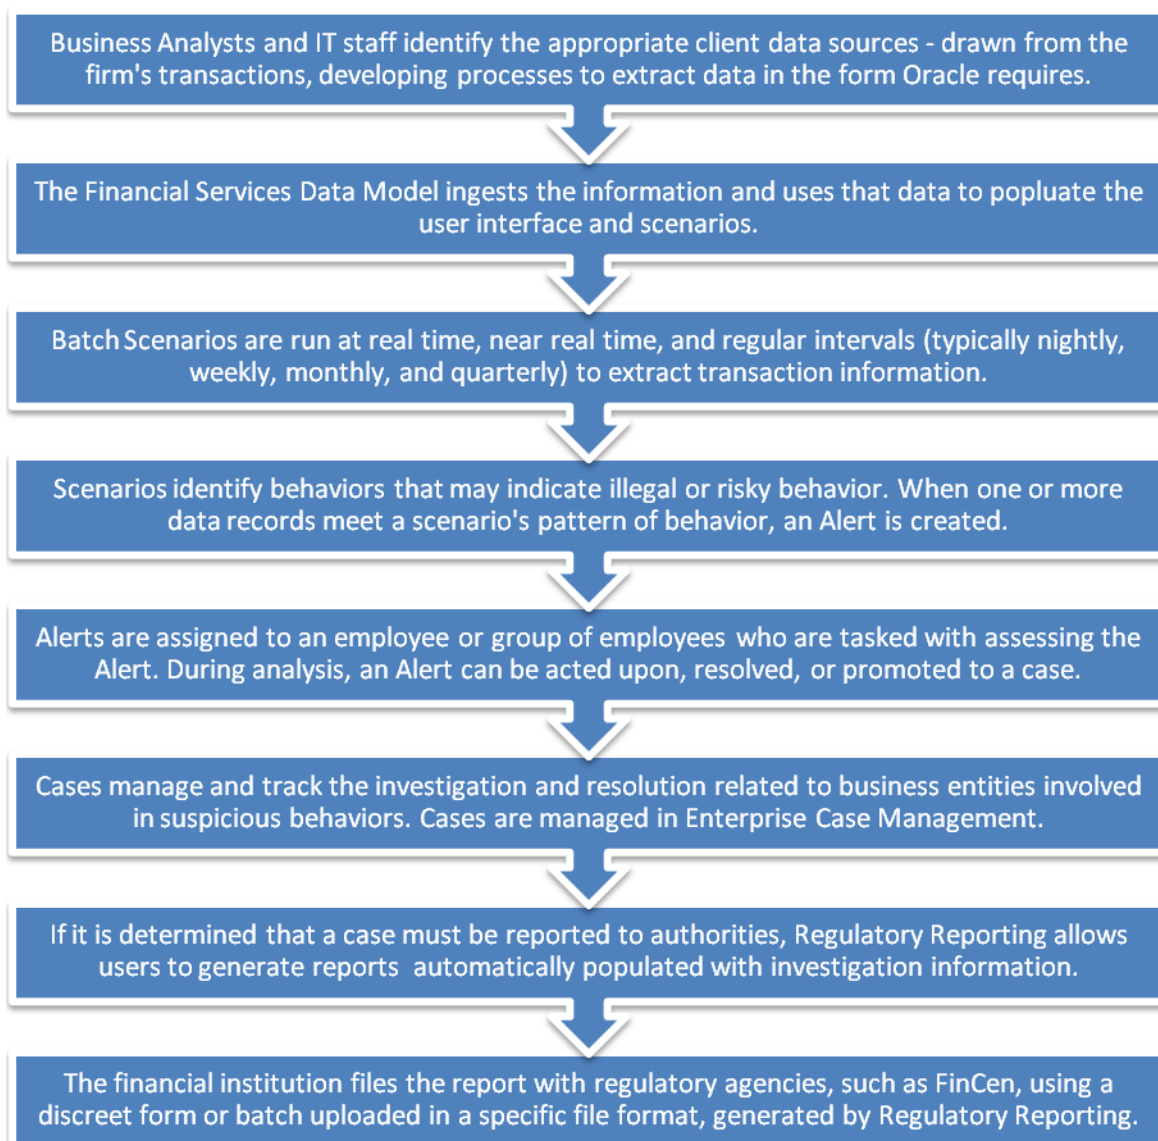 Business Analysts and IT staff identify the appropriate client data sources - drawn from the
firm's transactions, developing processes to extract data in the form Oracle requires.
The Financial Services Data Model ingests the information and uses that data to popluate the
user interface and scenarios.
Batch Scenarios are run at real time, near real time, and regular intervals (typically nightly,
weekly, monthly, and quarterly) to extract transaction information.
Scenarios identify behaviors that may indicate illegal or risky behavior. When one or more
data records meet a scenario's pattern of behavior, an Alert is created.
Alerts are assigned to an employee or group of employees who are tasked with assessing the
Alert. During analysis, an Alert can be acted upon, resolved, or promoted to a case.
Cases manage and track the investigation and resolution related to business entities involved
in suspicious behaviors. Cases are managed in Enterprise Case Management.
If it is determined that a case must be reported to authorities, Regulatory Reporting allows
users to generate reports automatically populated with investigation information.
The financial institution files the report with regulatory agencies, such as FinCen, using a
discreet form or batch uploaded in a specific file format, generated by Regulatory Reporting.